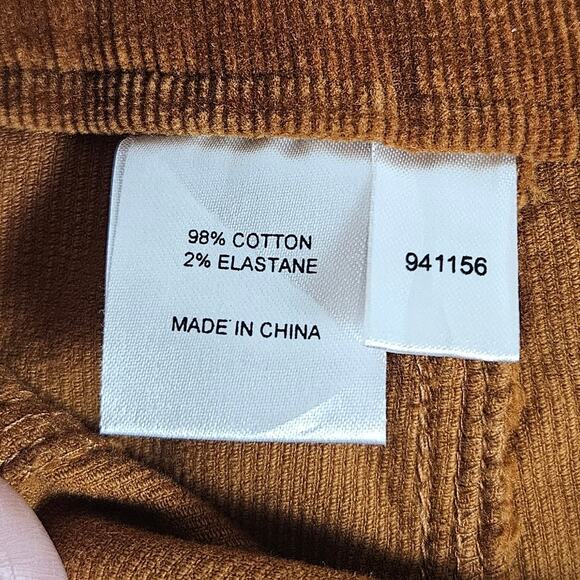 98% COTTON
2% ELASTANE
MADE IN CHINA
941156